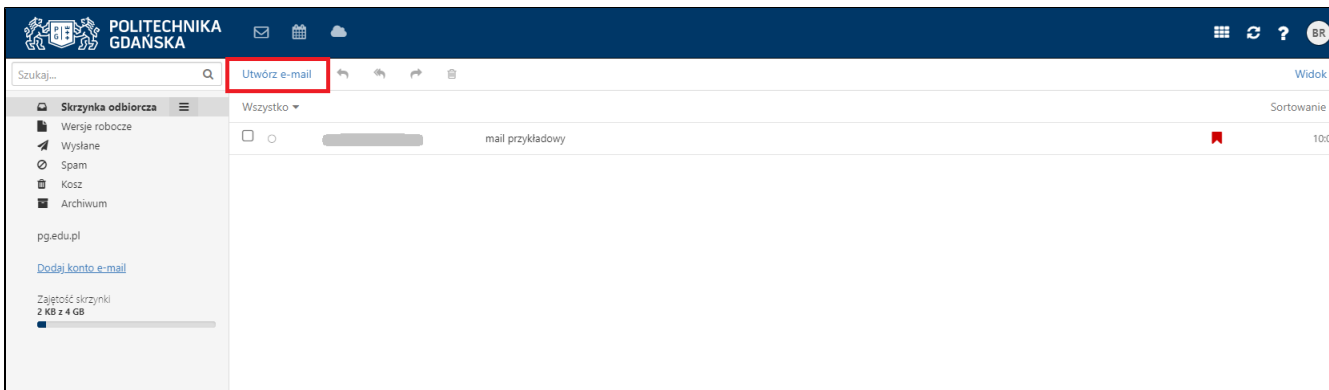 POLITECHNIKA
GDAŃSKA
BR
Szukaj...
Utwórz e-mail
Widok
Skrzynka odbiorcza
Wszystko
Sortowanie
Wersje robocze
mail przykładowy
10:0
Wysłane
Spam
Kosz
Archiwum
pg.edu.pl
Dodaj konto e-mail
Zajętość skrzynki
2 KB z 4 GB